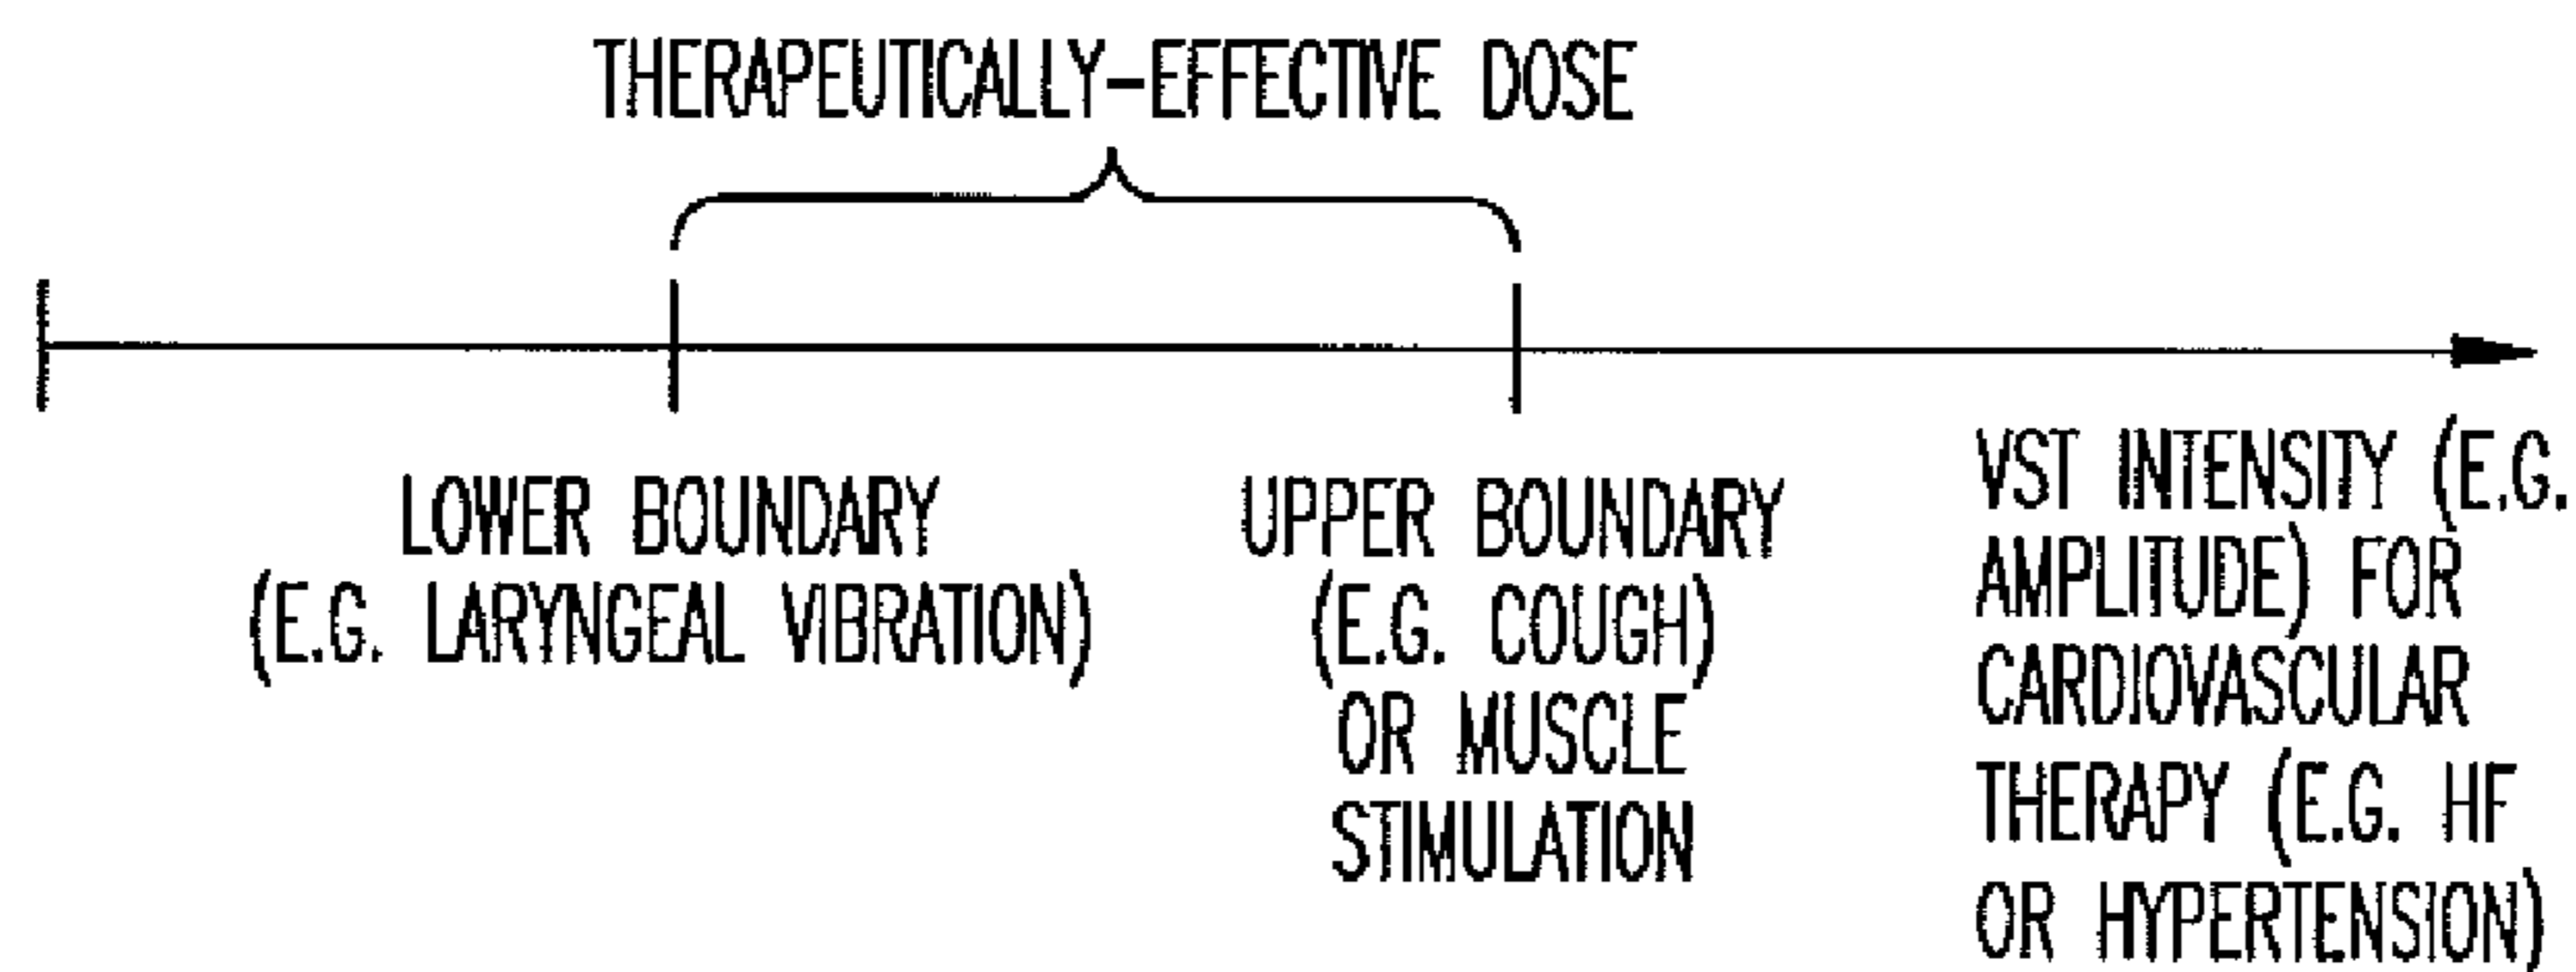 THERAPEUTICALLY-EFFECTIVE DOSE
LOWER BOUNDARY
(E.G. LARYNGEAL VIBRATION)
UPPER BOUNDARY
(E.G. COUGH)
OR MUSCLE
STIMULATION
VST INTENSITY (E.G.
AMPLITUDE) FOR
CARDIOVASCULAR
THERAPY (E.G. HF
OR HYPERTENSION)